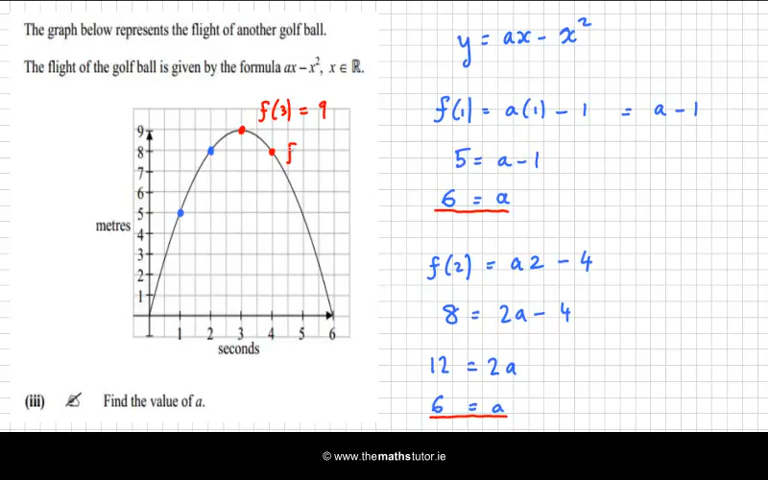 The graph below represents the flight of another golf ball.
The flight of the golf ball is given by the formula ax – x², x ∈ ℝ.
f(3) = 9
f
9
8
7
6
5
4
3
2
1
metres
1 2 3 4 5 6
seconds
(iii) ✍ Find the value of a.
y = ax - x²
f(1) = a(1) - 1 = a - 1
5 = a - 1
6 = a
f(2) = a2 - 4
8 = 2a - 4
12 = 2a
6 = a
© www.themathstutor.ie